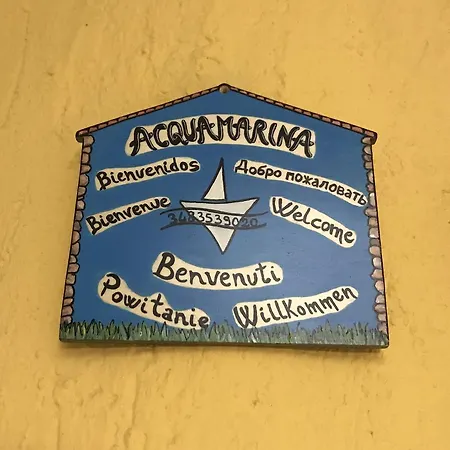 ACQUAMARINA
Bienvenidos
Добро пожаловать
Bienvenue
3483539020
Welcome
Benvenuti
Powitanie
Willkommen